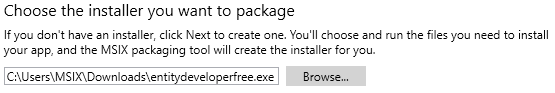 Choose the installer you want to package
If you don't have an installer, click Next to create one. You'll choose and run the files you need to install
your app, and the MSIX packaging tool will create the installer for you.
C:\Users\MSIX\Downloads\entitydeveloperfree.exe Browse...